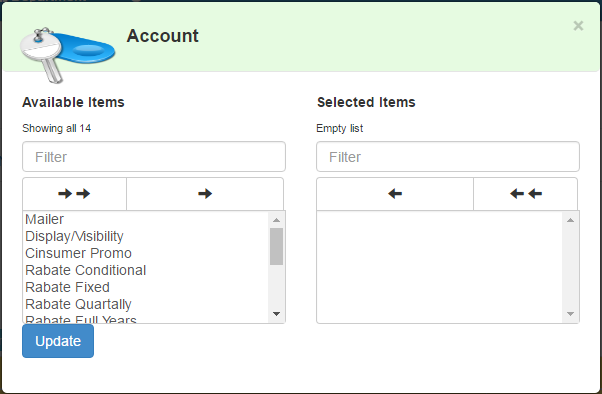 Account
×
Available Items
Showing all 14
Filter
Mailer
Display/Visibility
Cinsumer Promo
Rabate Conditional
Rabate Fixed
Rabate Quartally
Rabate Full Years
Update
Selected Items
Empty list
Filter